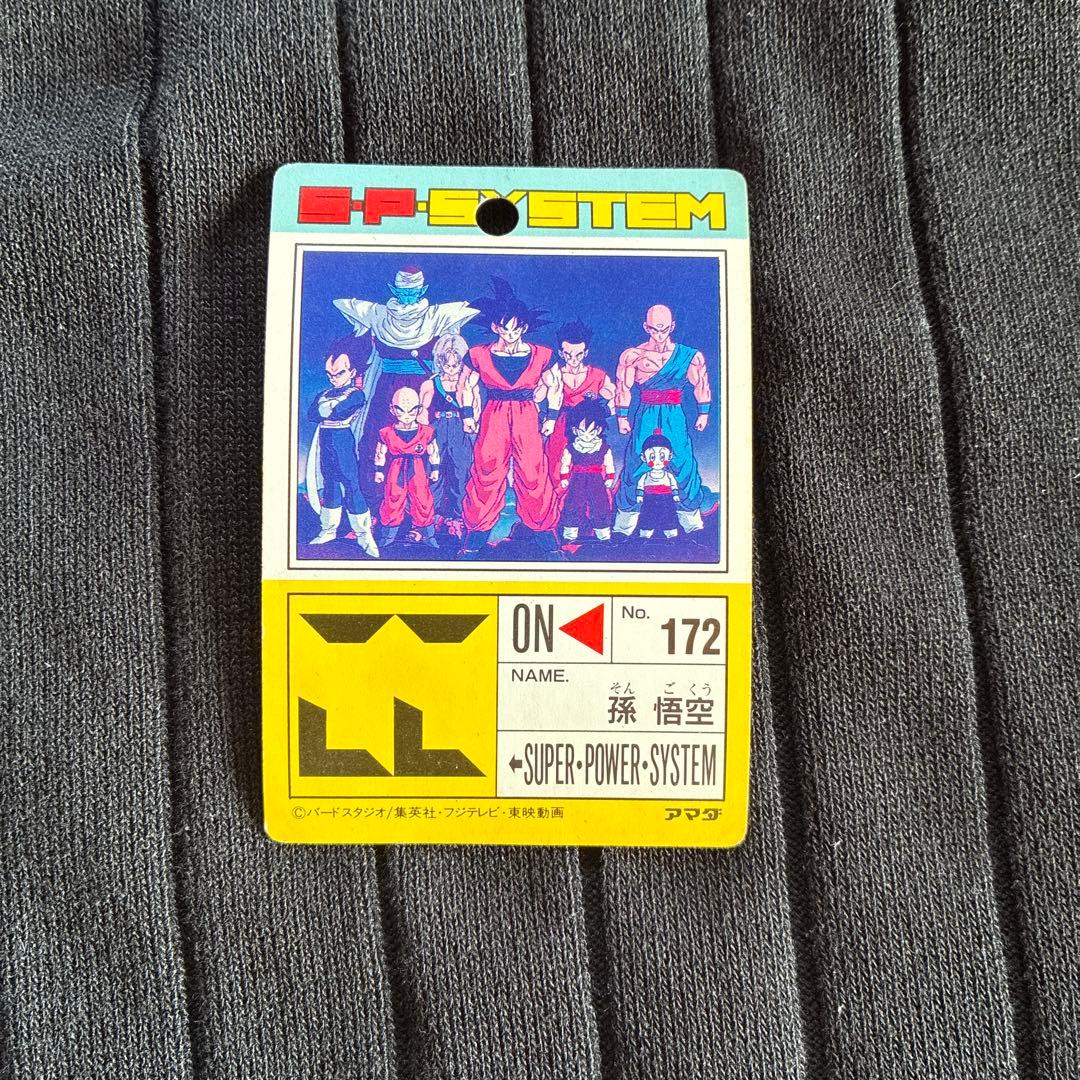 S·P·SYSTEM
ON
No. 172
NAME.
そん ご くう
孫 悟空
←SUPER·POWER·SYSTEM
©バードスタジオ/集英社・フジテレビ・東映動画
アマダ